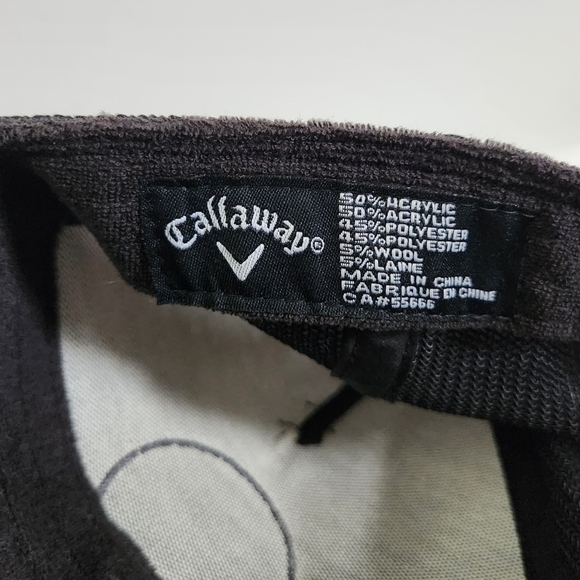 Callaway®
50% ACRYLIC
50% ACRYLIC
45% POLYESTER
45% POLYESTER
5% WOOL
5% LAINE
MADE IN CHINA
FABRIQUE EN CHINE
CA#55666